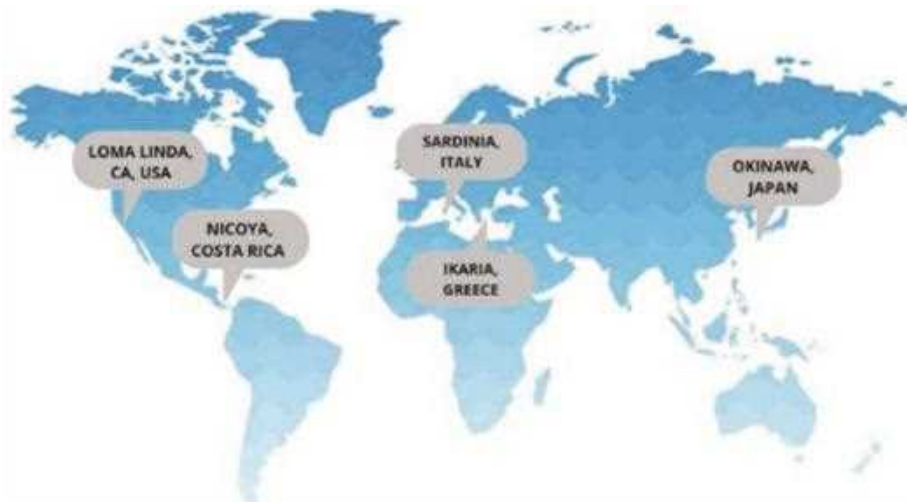 LOMA LINDA,
CA, USA
SARDINIA,
ITALY
OKINAWA,
JAPAN
NICOYA,
COSTA RICA
IKARIA,
GREECE